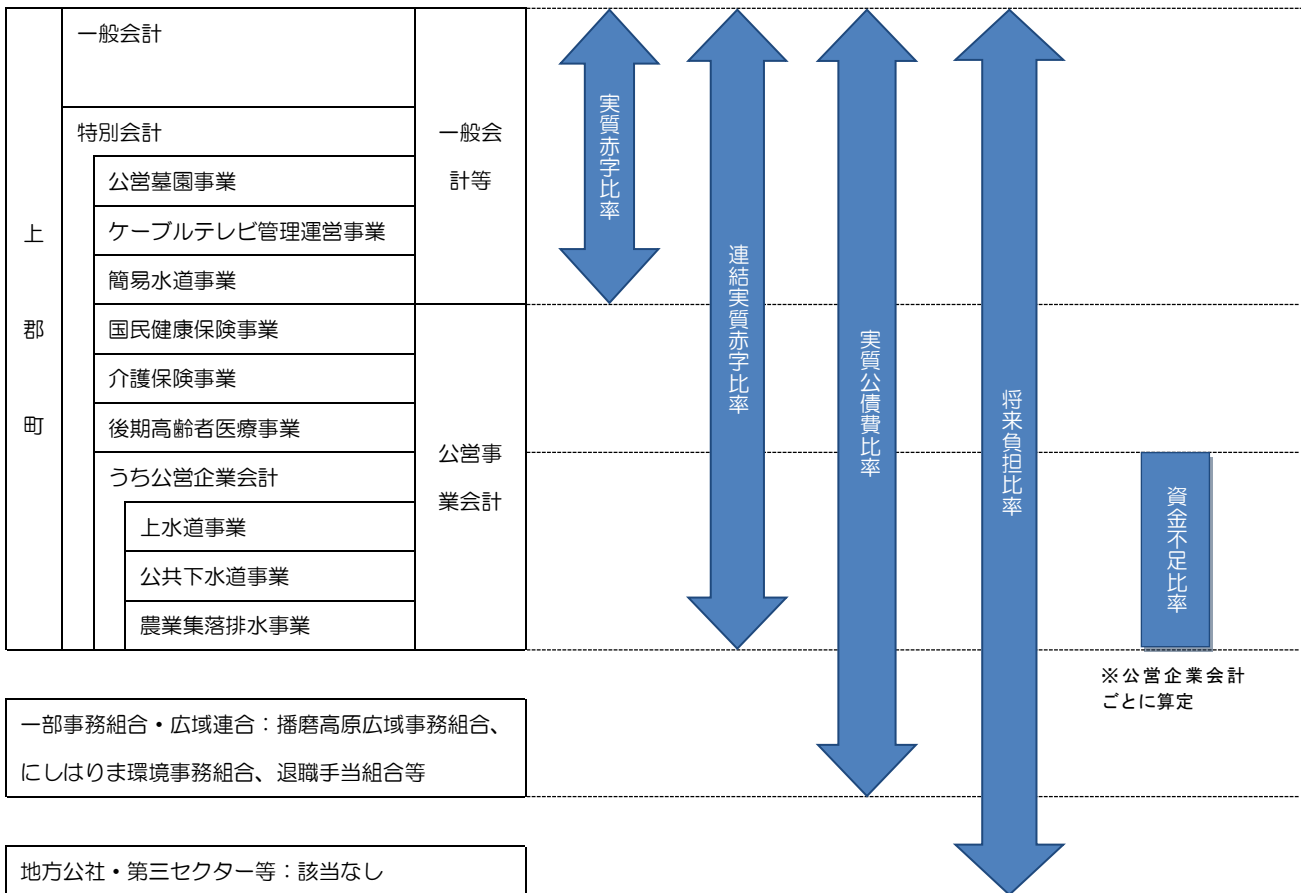 上
郡
町
一般会計
特別会計
公営墓園事業
ケーブルテレビ管理運営事業
簡易水道事業
国民健康保険事業
介護保険事業
後期高齢者医療事業
うち公営企業会計
上水道事業
公共下水道事業
農業集落排水事業
一般会
計等
公営事
業会計
実質赤字比率
連結実質赤字比率
実質公債費比率
将来負担比率
資金不足比率
※公営企業会計
ごとに算定
一部事務組合・広域連合：播磨高原広域事務組合、
にしはりま環境事務組合、退職手当組合等
地方公社・第三セクター等：該当なし